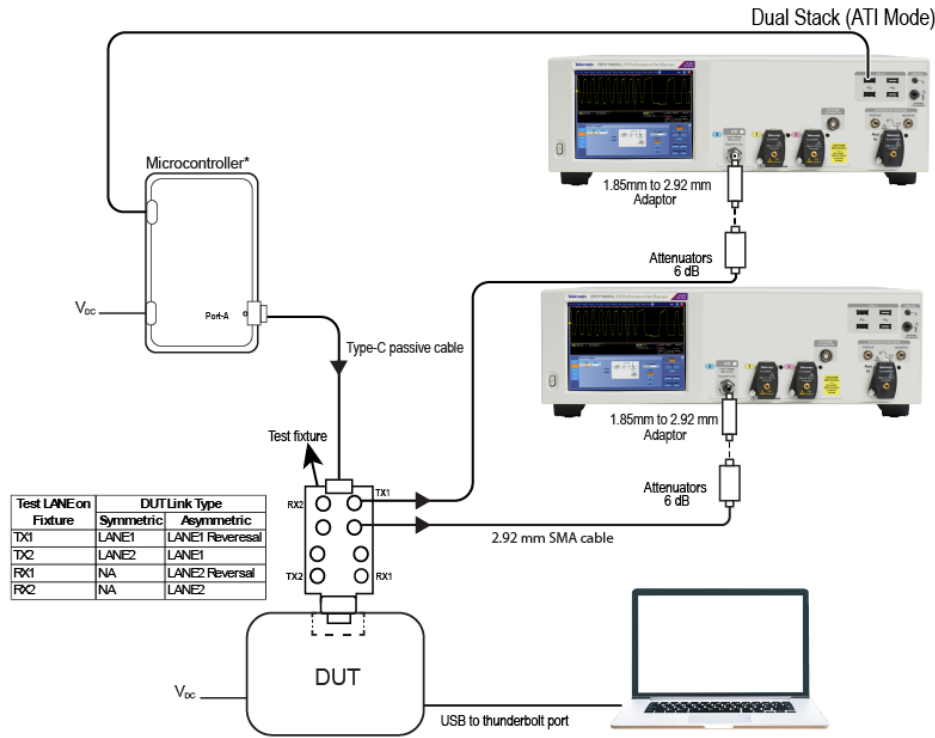 Dual Stack (ATI Mode)
Tektronix
Microcontroller*
1.85mm to 2.92 mm
Adaptor
Attenuators
6 dB
VDC
Port-A
Type-C passive cable
Tektronix
1.85mm to 2.92 mm
Adaptor
Test fixture
Attenuators
6 dB
RX2
TX1
2.92 mm SMA cable
TX2
RX1
Test LANE on Fixture
DUT Link Type
Symmetric
Asymmetric
TX1 LANE1 LANE1 Reveresal
TX2 LANE2 LANE1
RX1 NA LANE2 Reversal
RX2 NA LANE2
DUT
VDC
USB to thunderbolt port